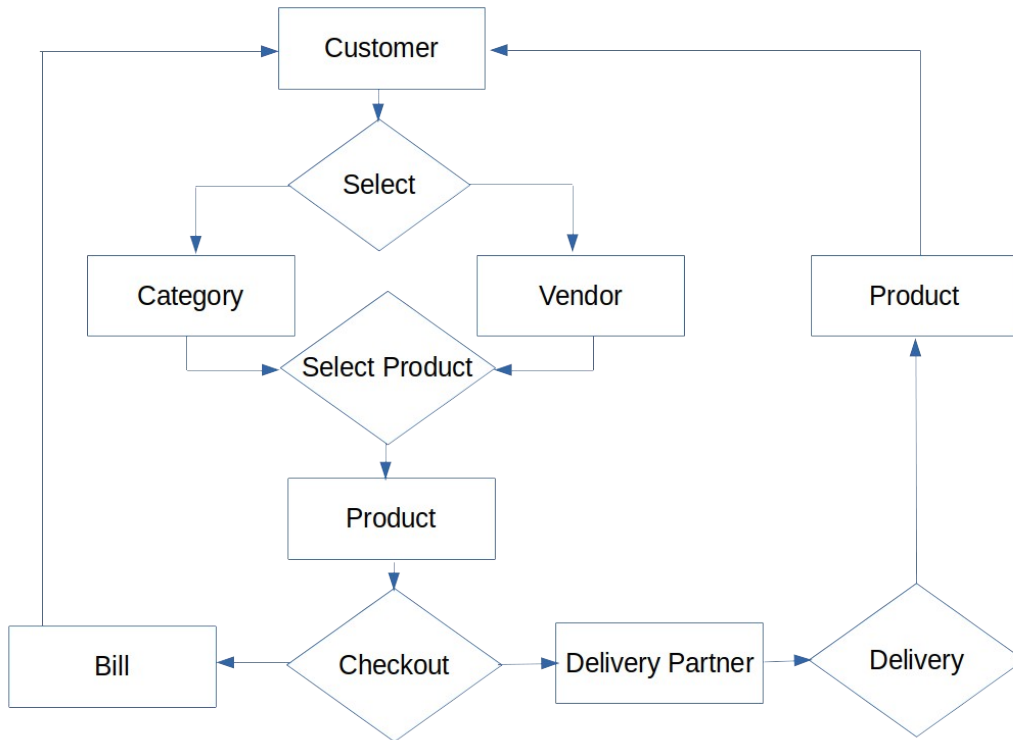 Customer
Select
Category
Vendor
Product
Select Product
Product
Bill
Checkout
Delivery Partner
Delivery